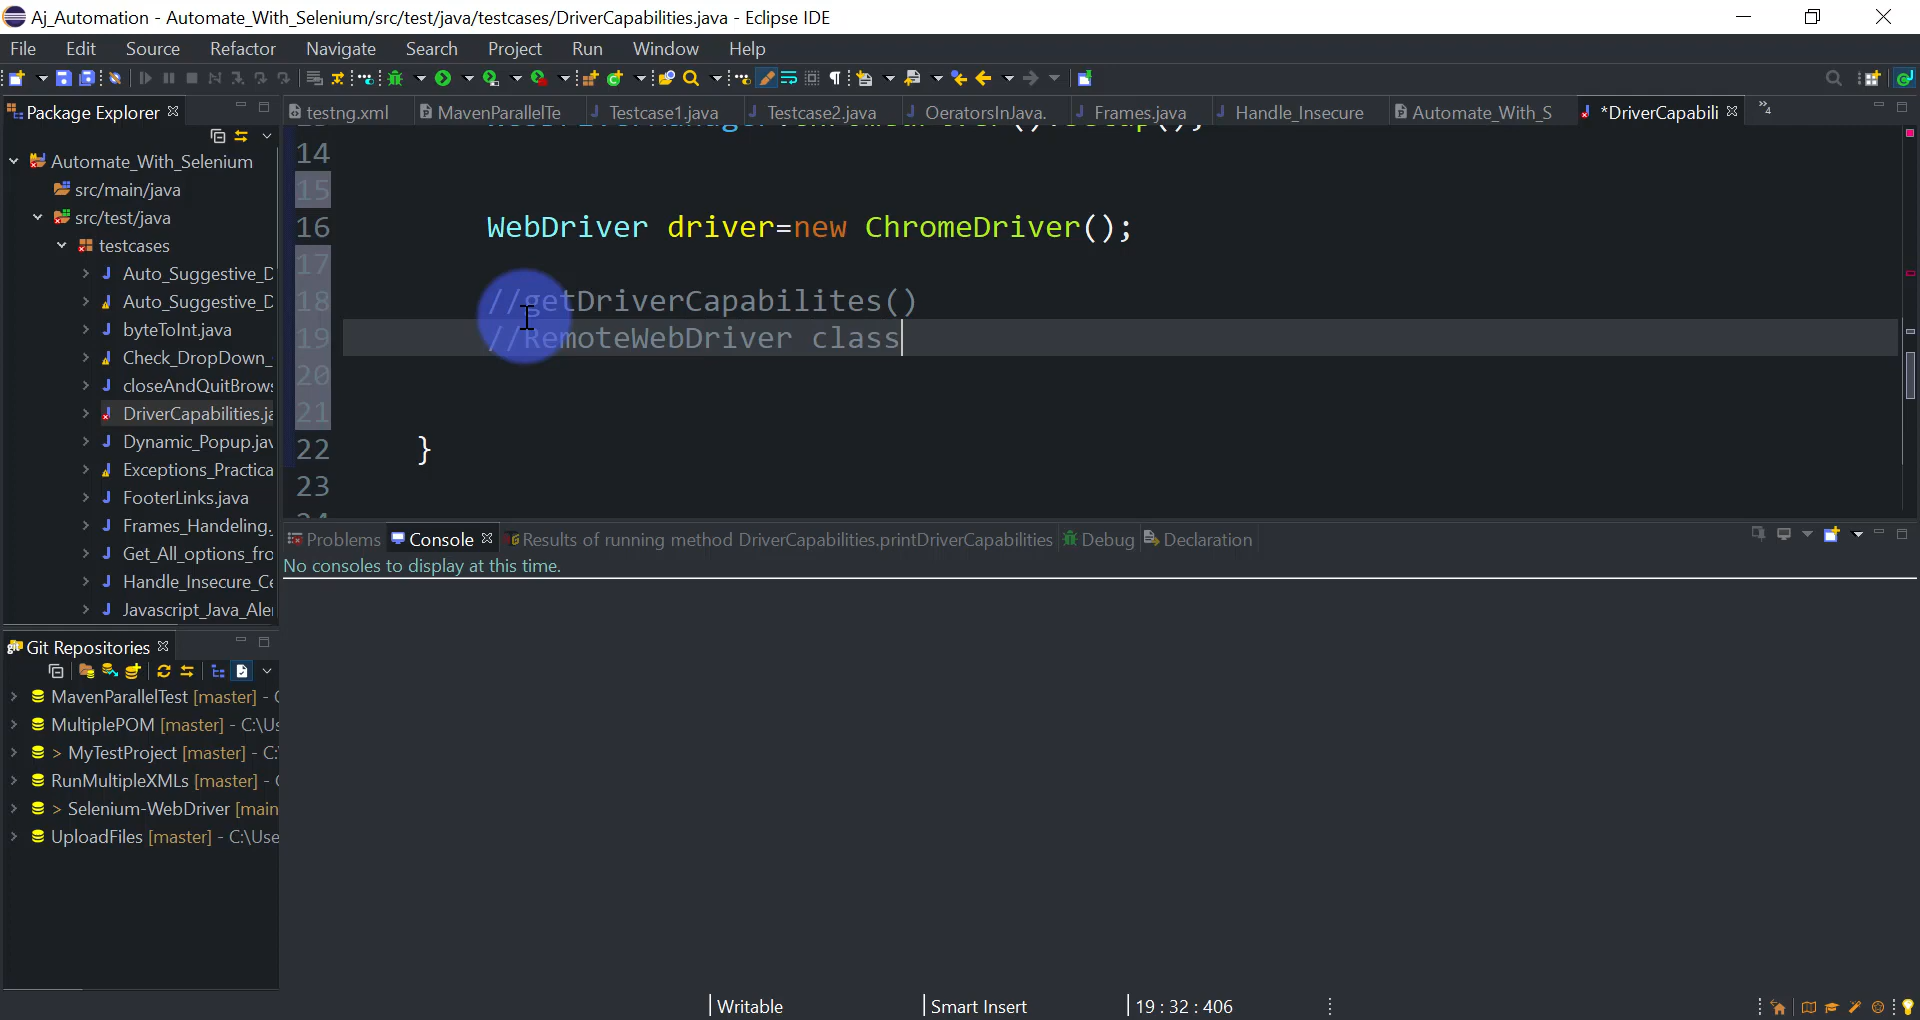 Aj_Automation - Automate_With_Selenium/src/test/java/testcases/DriverCapabilities.java - Eclipse IDE
File Edit Source Refactor Navigate Search Project Run Window Help
Package Explorer
testng.xml MavenParallelTe Testcase1.java Testcase2.java OeratorsInJava. Frames.java Handle_Insecure Automate_With_S *DriverCapabili 4
Automate_With_Selenium
src/main/java
src/test/java
testcases
Auto_Suggestive_D
Auto_Suggestive_D
byteToInt.java
Check_DropDown_
closeAndQuitBrows
DriverCapabilities.ja
Dynamic_Popup.jav
Exceptions_Practica
FooterLinks.java
Frames_Handeling.
Get_All_options_fro
Handle_Insecure_Ce
Javascript_Java_Aler
14
15
16 WebDriver driver=new ChromeDriver();
17
18 //getDriverCapabilites()
19 //RemoteWebDriver class
20
21
22 }
23
Problems Console Results of running method DriverCapabilities.printDriverCapabilities Debug Declaration
No consoles to display at this time.
Git Repositories
MavenParallelTest [master] - C
MultiplePOM [master] - C:\Us
> MyTestProject [master] - C:
RunMultipleXMLs [master] - C
> Selenium-WebDriver [main
UploadFiles [master] - C:\Use
Writable Smart Insert 19 : 32 : 406